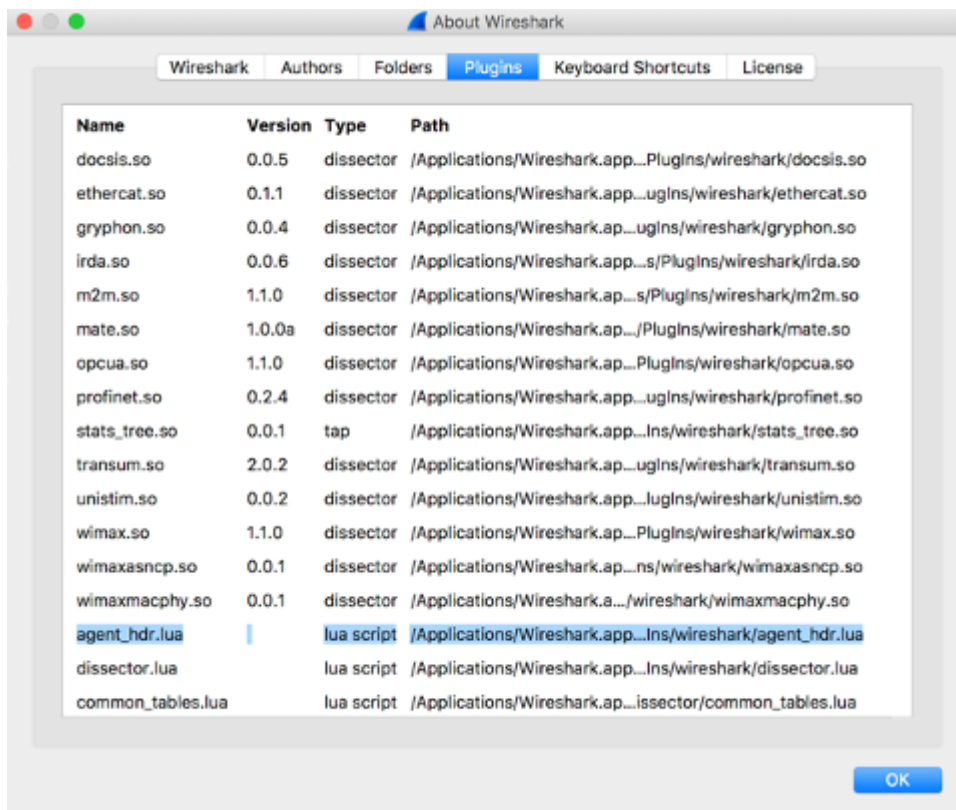 About Wireshark
Wireshark Authors Folders Plugins Keyboard Shortcuts License
Name Version Type Path
docsis.so 0.0.5 dissector /Applications/Wireshark.app...PlugIns/wireshark/docsis.so
ethercat.so 0.1.1 dissector /Applications/Wireshark.ap...ugIns/wireshark/ethercat.so
gryphon.so 0.0.4 dissector /Applications/Wireshark.ap...ugIns/wireshark/gryphon.so
irda.so 0.0.6 dissector /Applications/Wireshark.app...s/PlugIns/wireshark/irda.so
m2m.so 1.1.0 dissector /Applications/Wireshark.ap...s/PlugIns/wireshark/m2m.so
mate.so 1.0.0a dissector /Applications/Wireshark.ap.../PlugIns/wireshark/mate.so
opcua.so 1.1.0 dissector /Applications/Wireshark.ap...PlugIns/wireshark/opcua.so
profinet.so 0.2.4 dissector /Applications/Wireshark.app...ugIns/wireshark/profinet.so
stats_tree.so 0.0.1 tap /Applications/Wireshark.app...Ins/wireshark/stats_tree.so
transum.so 2.0.2 dissector /Applications/Wireshark.ap...ugIns/wireshark/transum.so
unistim.so 0.0.2 dissector /Applications/Wireshark.app...lugIns/wireshark/unistim.so
wimax.so 1.1.0 dissector /Applications/Wireshark.ap...PlugIns/wireshark/wimax.so
wimaxasncp.so 0.0.1 dissector /Applications/Wireshark.ap...ns/wireshark/wimaxasncp.so
wimaxmacphy.so 0.0.1 dissector /Applications/Wireshark.a.../wireshark/wimaxmacphy.so
agent_hdr.lua lua script /Applications/Wireshark.app...Ins/wireshark/agent_hdr.lua
dissector.lua lua script /Applications/Wireshark.app...Ins/wireshark/dissector.lua
common_tables.lua lua script /Applications/Wireshark.ap...issector/common_tables.lua
OK